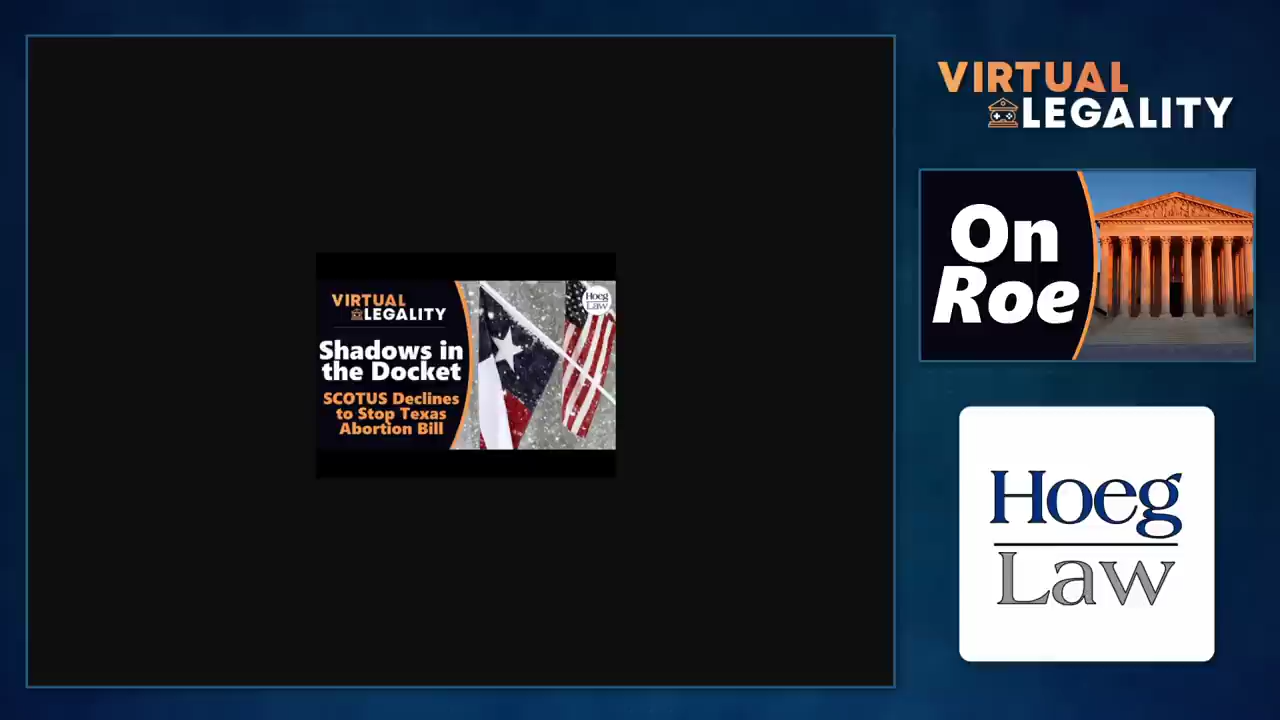 VIRTUAL
LEGALITY
Hoeg
Law
Shadows in
the Docket
SCOTUS Declines
to Stop Texas
Abortion Bill
VIRTUAL
LEGALITY
On
Roe
Hoeg
Law